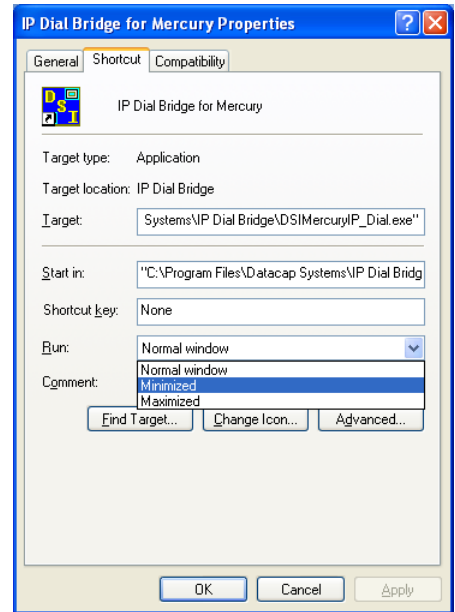 IP Dial Bridge for Mercury Properties
General Shortcut Compatibility
DSI
IP Dial Bridge for Mercury
Target type: Application
Target location: IP Dial Bridge
Target: Systems\IP Dial Bridge\DSIMercuryIP_Dial.exe"
Start in: "C:\Program Files\Datacap Systems\IP Dial Bridg
Shortcut key: None
Run: Normal window
Normal window
Comment: Minimized
Maximized
Find Target... Change Icon... Advanced...
OK Cancel Apply